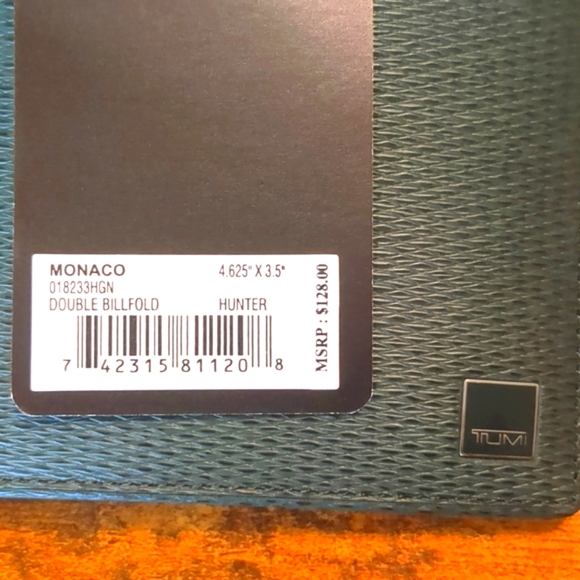 MONACO 4.625" X 3.5"
018233HGN
DOUBLE BILLFOLD HUNTER
7 42315 81120 8
MSRP : $128.00
TUMI